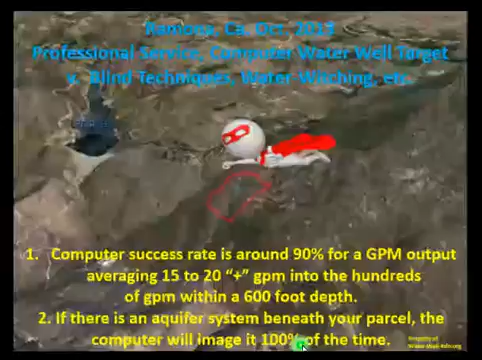 Ramona, Ca. Oct. 2013
Professional Service, Computer Water Well Target
v. Blind Techniques, Water Witching, etc.
1. Computer success rate is around 90% for a GPM output
averaging 15 to 20 "+" gpm into the hundreds
of gpm within a 600 foot depth.
2. If there is an aquifer system beneath your parcel, the
computer will image it 100% of the time.
Property of